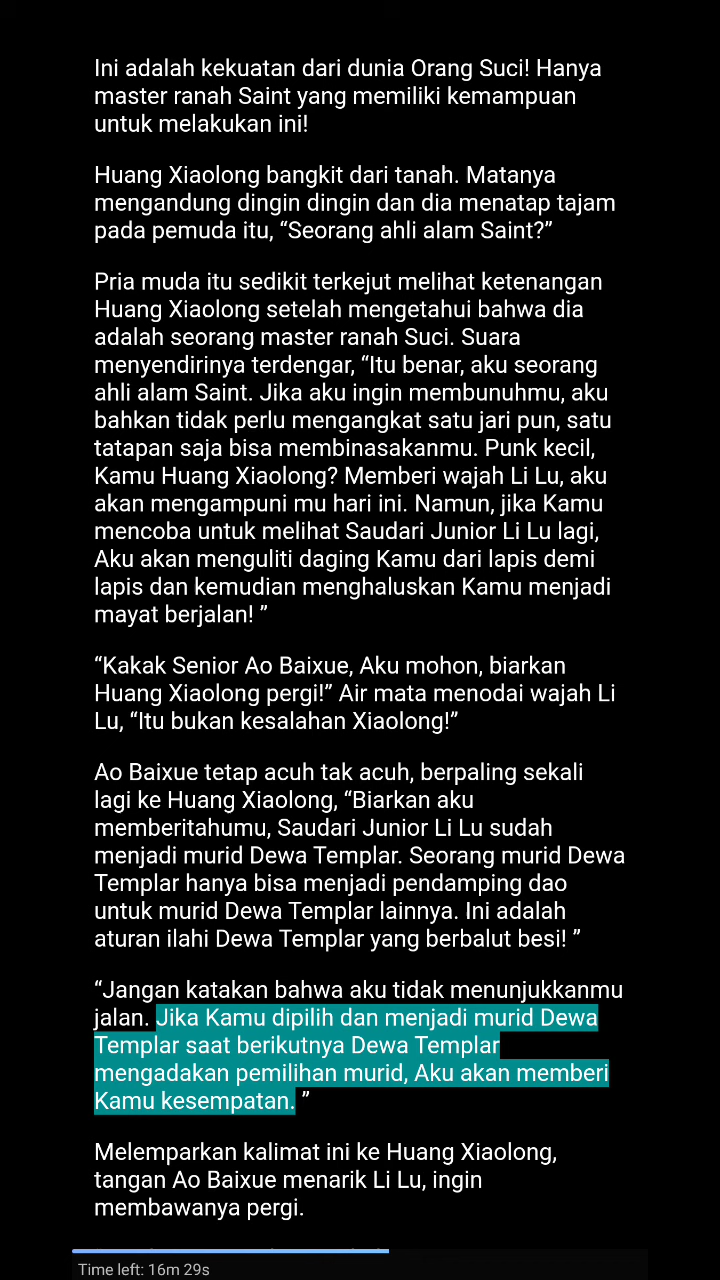 Ini adalah kekuatan dari dunia Orang Suci! Hanya
master ranah Saint yang memiliki kemampuan
untuk melakukan ini!
Huang Xiaolong bangkit dari tanah. Matanya
mengandung dingin dingin dan dia menatap tajam
pada pemuda itu, “Seorang ahli alam Saint?”
Pria muda itu sedikit terkejut melihat ketenangan
Huang Xiaolong setelah mengetahui bahwa dia
adalah seorang master ranah Suci. Suara
menyendirinya terdengar, “Itu benar, aku seorang
ahli alam Saint. Jika aku ingin membunuhmu, aku
bahkan tidak perlu mengangkat satu jari pun, satu
tatapan saja bisa membinasakanmu. Punk kecil,
Kamu Huang Xiaolong? Memberi wajah Li Lu, aku
akan mengampuni mu hari ini. Namun, jika Kamu
mencoba untuk melihat Saudari Junior Li Lu lagi,
Aku akan menguliti daging Kamu dari lapis demi
lapis dan kemudian menghaluskan Kamu menjadi
mayat berjalan! ”
“Kakak Senior Ao Baixue, Aku mohon, biarkan
Huang Xiaolong pergi!” Air mata menodai wajah Li
Lu, “Itu bukan kesalahan Xiaolong!”
Ao Baixue tetap acuh tak acuh, berpaling sekali
lagi ke Huang Xiaolong, “Biarkan aku
memberitahumu, Saudari Junior Li Lu sudah
menjadi murid Dewa Templar. Seorang murid Dewa
Templar hanya bisa menjadi pendamping dao
untuk murid Dewa Templar lainnya. Ini adalah
aturan ilahi Dewa Templar yang berbalut besi! ”
“Jangan katakan bahwa aku tidak menunjukkanmu
jalan. Jika Kamu dipilih dan menjadi murid Dewa
Templar saat berikutnya Dewa Templar
mengadakan pemilihan murid, Aku akan memberi
Kamu kesempatan. ”
Melemparkan kalimat ini ke Huang Xiaolong,
tangan Ao Baixue menarik Li Lu, ingin
membawanya pergi.
Time left: 16m 29s